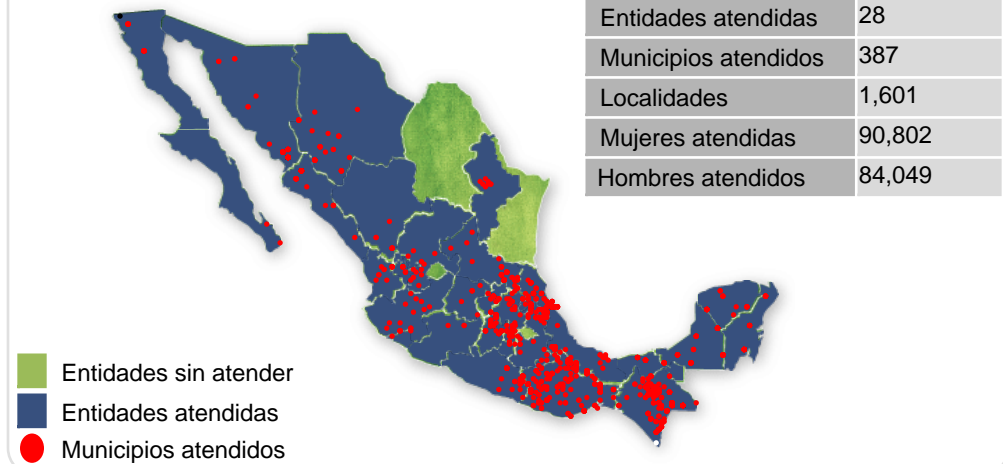 Entidades atendidas 28
Municipios atendidos 387
Localidades 1,601
Mujeres atendidas 90,802
Hombres atendidos 84,049
Entidades sin atender
Entidades atendidas
Municipios atendidos